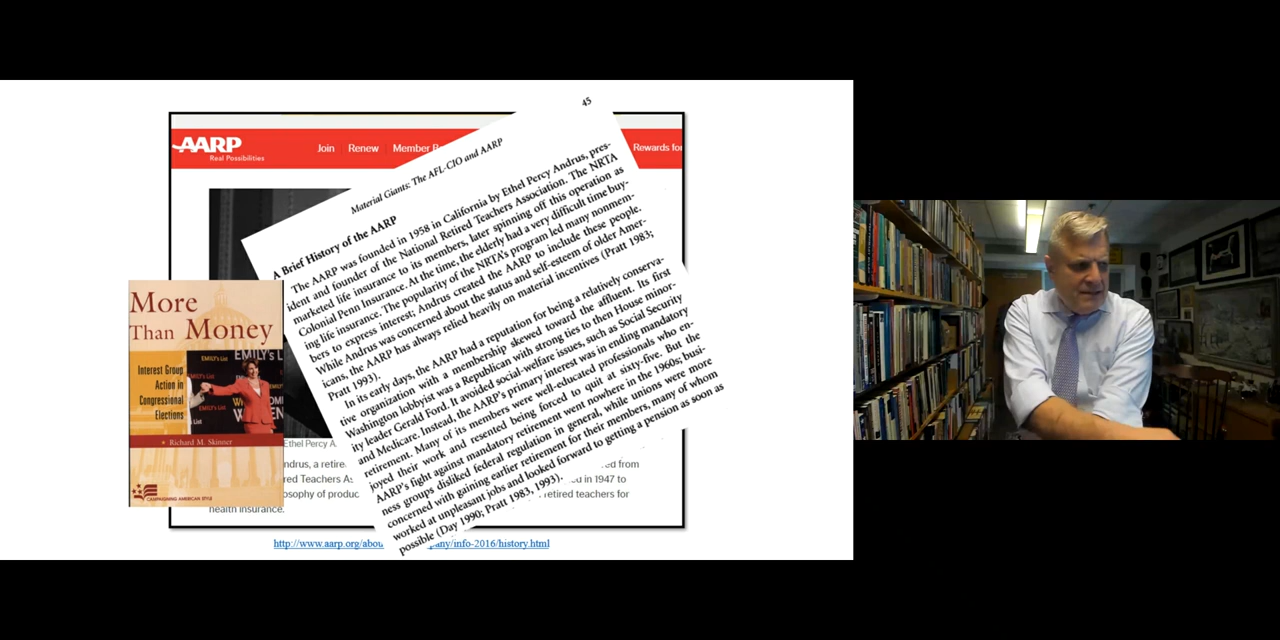 AARP
Real Possibilities
Join
Renew
Member B
Rewards for
45
Material Giants: The AFL-CIO and AARP
A Brief History of the AARP
The AARP was founded in 1958 in California by Ethel Percy Andrus, pres-
ident and founder of the National Retired Teachers Association. The NRTA
marketed life insurance to its members, later spinning off this operation as
Colonial Penn Insurance. At the time, the elderly had a very difficult time buy-
ing life insurance. The popularity of the NRTA's program led many nonmem-
bers to express interest; Andrus created the AARP to include these people.
While Andrus was concerned about the status and self-esteem of older Amer-
icans, the AARP has always relied heavily on material incentives (Pratt 1983;
Pratt 1993).
In its early days, the AARP had a reputation for being a relatively conserva-
tive organization with a membership skewed toward the affluent. Its first
Washington lobbyist was a Republican with strong ties to then House minor-
ity leader Gerald Ford. It avoided social-welfare issues, such as Social Security
and Medicare. Instead, the AARP's primary interest was in ending mandatory
retirement. Many of its members were well-educated professionals who en-
joyed their work and resented being forced to quit at sixty-five. But the
AARP's fight against mandatory retirement went nowhere in the 1960s; busi-
ness groups disliked federal regulation in general, while unions were more
concerned with gaining earlier retirement for their members, many of whom
worked at unpleasant jobs and looked forward to getting a pension as soon as
possible (Day 1990; Pratt 1983, 1993).
More
Than Money
EMILY's List
EMILY's
Interest Group
Action in
Congressional
Elections
Richard M. Skinner
CAMPAIGNING AMERICAN STYLE
Ethel Percy A
ndrus, a retire
ed from
red Teachers As
d in 1947 to
osophy of produc
retired teachers for
health insurance.
http://www.aarp.org/abou
any/info-2016/history.html